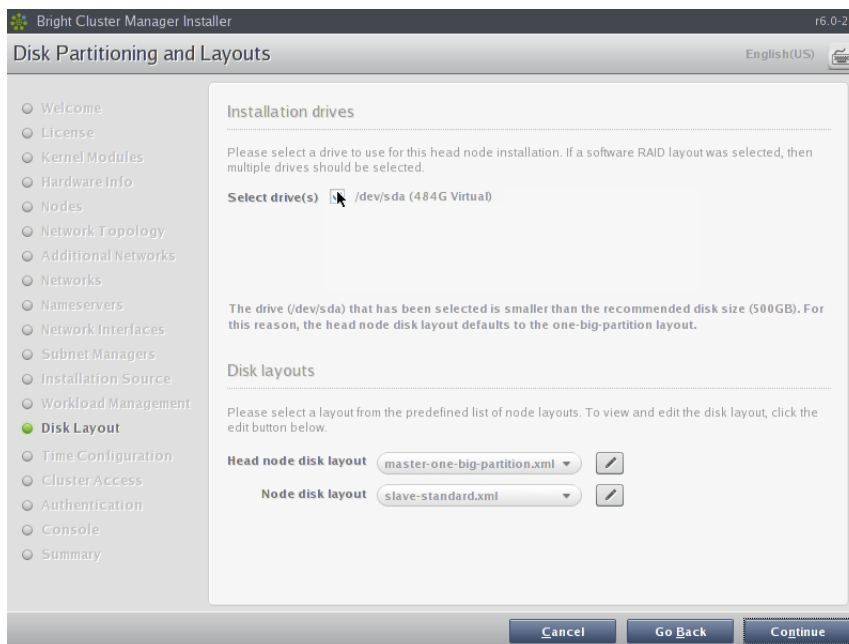 Bright Cluster Manager Installer
r6.0-2
Disk Partitioning and Layouts
English(US)
Welcome
License
Kernel Modules
Hardware Info
Nodes
Network Topology
Additional Networks
Networks
Nameservers
Network Interfaces
Subnet Managers
Installation Source
Workload Management
Disk Layout
Time Configuration
Cluster Access
Authentication
Console
Summary
Installation drives
Please select a drive to use for this head node installation. If a software RAID layout was selected, then
multiple drives should be selected.
Select drive(s)
/dev/sda (484G Virtual)
The drive (/dev/sda) that has been selected is smaller than the recommended disk size (500GB). For
this reason, the head node disk layout defaults to the one-big-partition layout.
Disk layouts
Please select a layout from the predefined list of node layouts. To view and edit the disk layout, click the
edit button below.
Head node disk layout
master-one-big-partition.xml
Node disk layout
slave-standard.xml
Cancel
Go Back
Continue